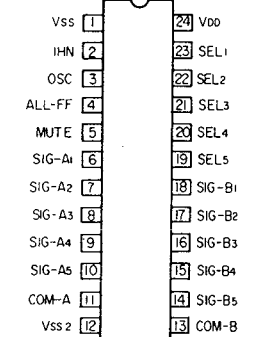 Vss 1 24 VDD
IHN 2 23 SEL1
OSC 3 22 SEL2
ALL-FF 4 21 SEL3
MUTE 5 20 SEL4
SIG-A1 6 19 SEL5
SIG-A2 7 18 SIG-B1
SIG-A3 8 17 SIG-B2
SIG-A4 9 16 SIG-B3
SIG-A5 10 15 SIG-B4
COM-A 11 14 SIG-B5
Vss2 12 13 COM-B